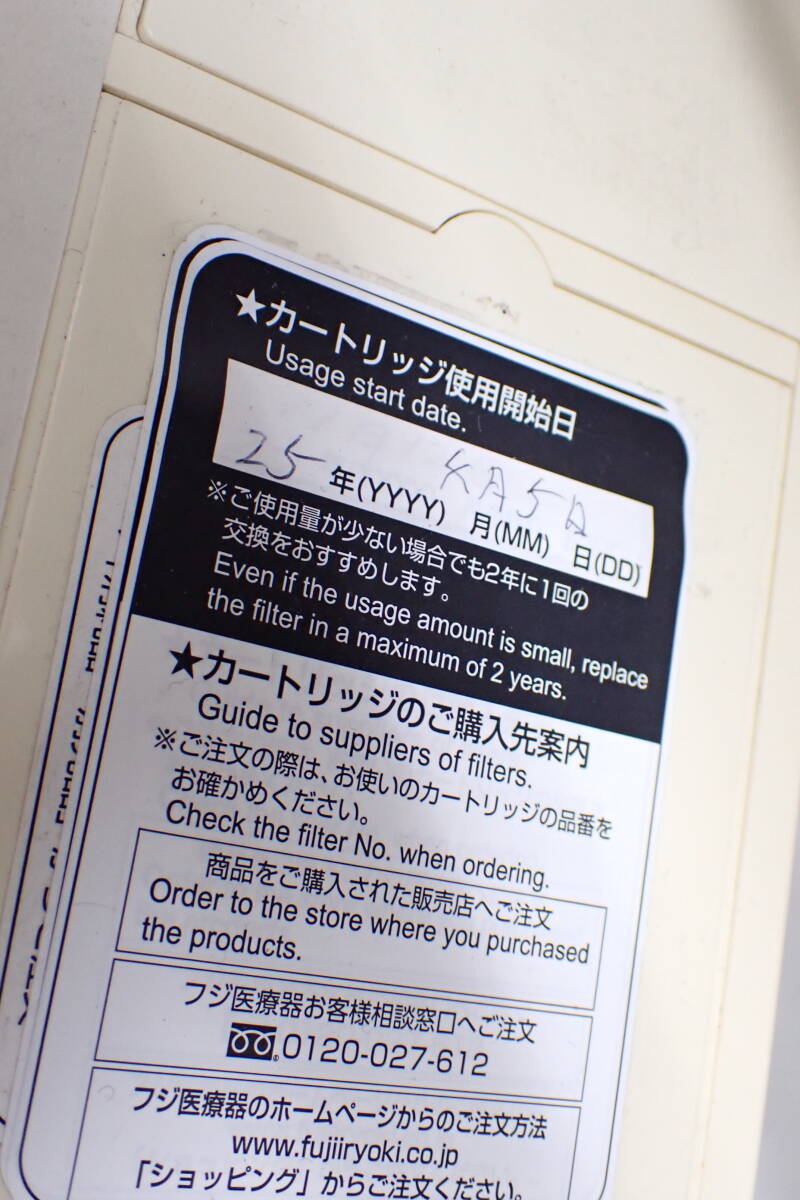 ★カートリッジ使用開始日
Usage start date.
25 年(YYYY) 月(MM) 5日 日(DD)
※ご使用量が少ない場合でも2年に1回の
交換をおすすめします。
Even if the usage amount is small, replace
the filter in a maximum of 2 years.
★カートリッジのご購入先案内
Guide to suppliers of filters.
※ご注文の際は、お使いのカートリッジの品番を
お確かめください。
Check the filter No. when ordering.
商品をご購入された販売店へご注文
Order to the store where you purchased
the products.
フジ医療器お客様相談窓口へご注文
0120-027-612
フジ医療器のホームページからのご注文方法
www.fujiiryoki.co.jp
「ショッピング」からご注文ください。